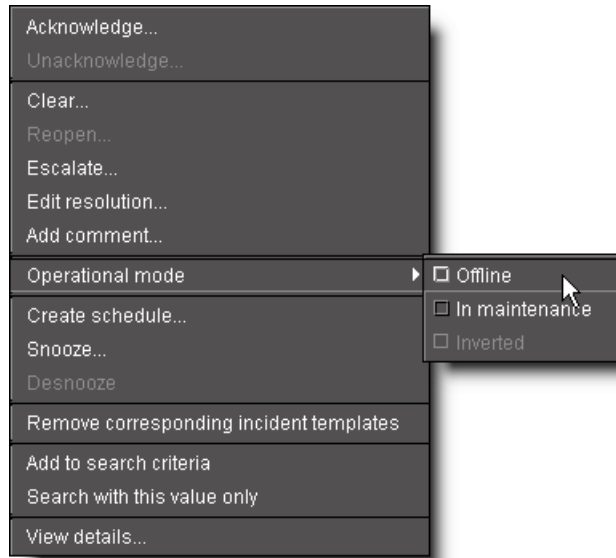 Acknowledge...
Unacknowledge...
Clear...
Reopen...
Escalate...
Edit resolution...
Add comment...
Operational mode
Offline
In maintenance
Inverted
Create schedule...
Snooze...
Desnooze
Remove corresponding incident templates
Add to search criteria
Search with this value only
View details...